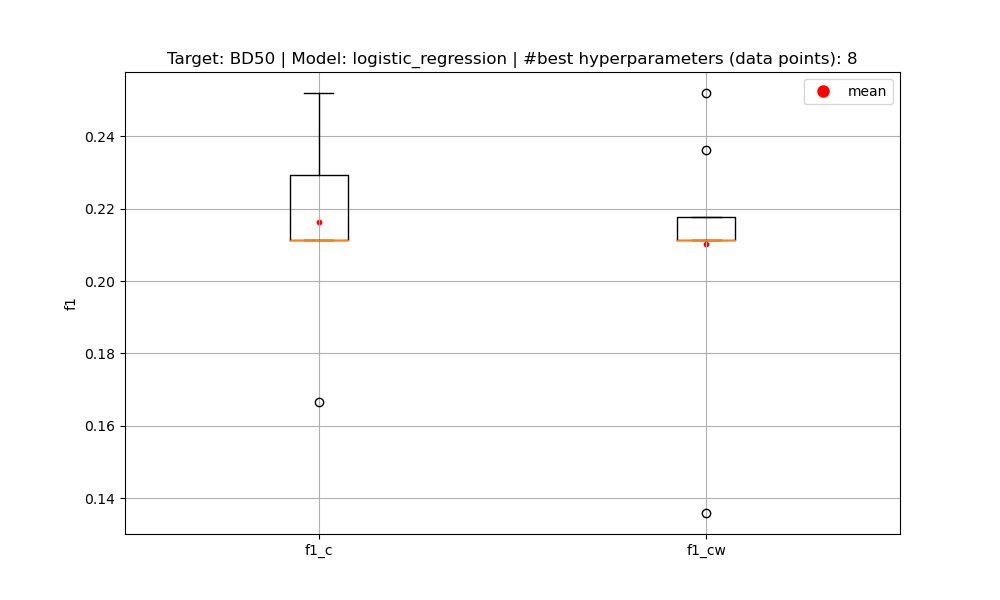 Target: BD50 | Model: logistic_regression | #best hyperparameters (data points): 8
mean
0.24
0.22
0.20
0.18
0.16
0.14
f1
f1_c
f1_cw